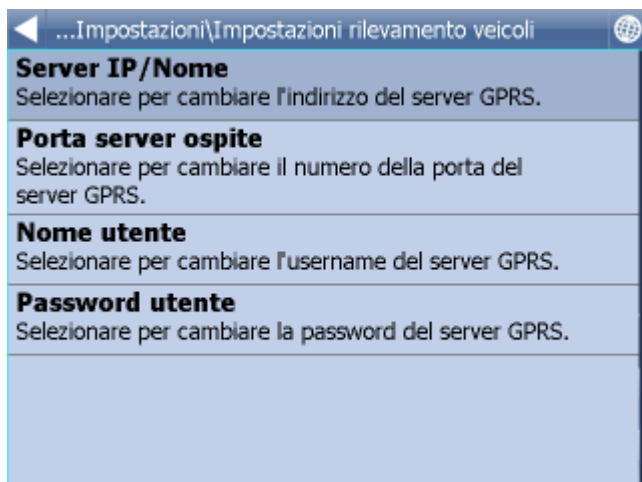 ...Impostazioni\Impostazioni rilevamento veicoli
Server IP/Nome
Selezionare per cambiare l'indirizzo del server GPRS.
Porta server ospite
Selezionare per cambiare il numero della porta del
server GPRS.
Nome utente
Selezionare per cambiare l'username del server GPRS.
Password utente
Selezionare per cambiare la password del server GPRS.